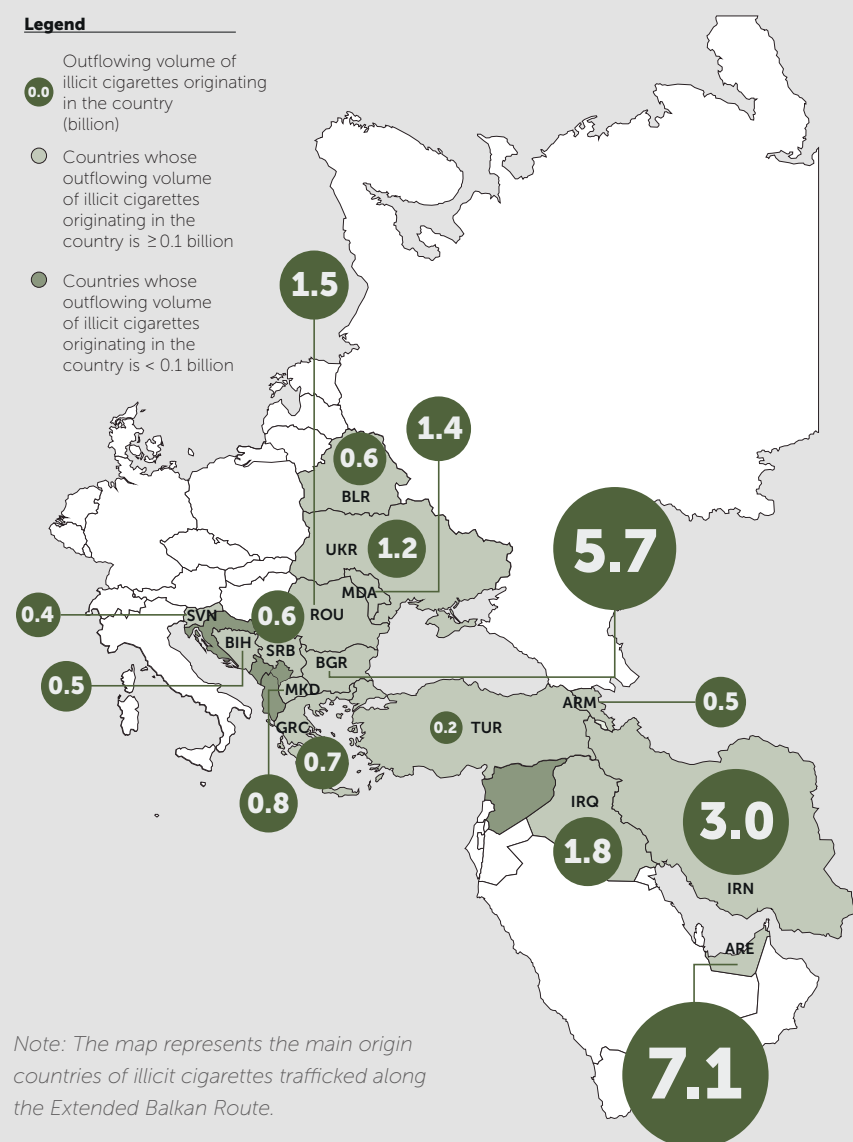 Legend
0.0
Outflowing volume of
illicit cigarettes originating
in the country
(billion)
Countries whose
outflowing volume
of illicit cigarettes
originating in the
country is ≥ 0.1 billion
Countries whose
outflowing volume
of illicit cigarettes
originating in the
country is < 0.1 billion
1.5
1.4
0.6
BLR
5.7
UKR
1.2
MDA
0.4
SVN
0.6
ROU
BIH
SRB
BGR
0.5
MKD
ARM
0.5
GRC
0.2
TUR
0.7
0.8
IRQ
1.8
3.0
IRN
ARE
7.1
Note: The map represents the main origin
countries of illicit cigarettes trafficked along
the Extended Balkan Route.